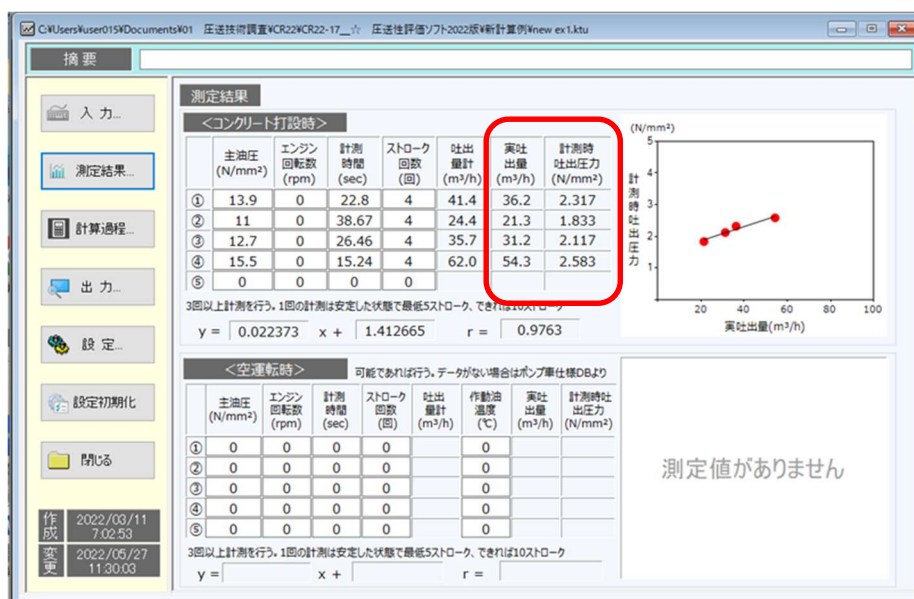 C:¥Users¥user015¥Documents¥01 圧送技術調査¥CR22¥CR22-17__☆ 圧送性評価ソフト2022版¥新計算例¥new ex1.ktu
摘 要
入 力...
測定結果...
計算過程...
出 力...
設 定...
設定初期化
閉じる
作成 2022/03/11 7:02:53
変更 2022/05/27 11:30:03
測定結果
＜コンクリート打設時＞
主油圧 (N/mm²) エンジン回転数 (rpm) 計測時間 (sec) ストローク回数 (回) 吐出量計 (m³/h) 実吐出量 (m³/h) 計測時吐出圧力 (N/mm²)
① 13.9 0 22.8 4 41.4 36.2 2.317
② 11 0 38.67 4 24.4 21.3 1.833
③ 12.7 0 26.46 4 35.7 31.2 2.117
④ 15.5 0 15.24 4 62.0 54.3 2.583
⑤ 0 0 0 0
3回以上計測を行う。1回の計測は安定した状態で最低5ストローク、できれば10ストローク
y = 0.022373 x + 1.412665 r = 0.9763
(N/mm²)
計測時吐出圧力
5
4
3
2
1
20 40 60 80 100
実吐出量(m³/h)
＜空運転時＞
可能であれば行う。データがない場合はポンプ車仕様DBより
主油圧 (N/mm²) エンジン回転数 (rpm) 計測時間 (sec) ストローク回数 (回) 吐出量計 (m³/h) 作動油温度 (℃) 実吐出量 (m³/h) 計測時吐出圧力 (N/mm²)
① 0 0 0 0 0
② 0 0 0 0 0
③ 0 0 0 0 0
④ 0 0 0 0 0
⑤ 0 0 0 0 0
3回以上計測を行う。1回の計測は安定した状態で最低5ストローク、できれば10ストローク
y = x + r =
測定値がありません